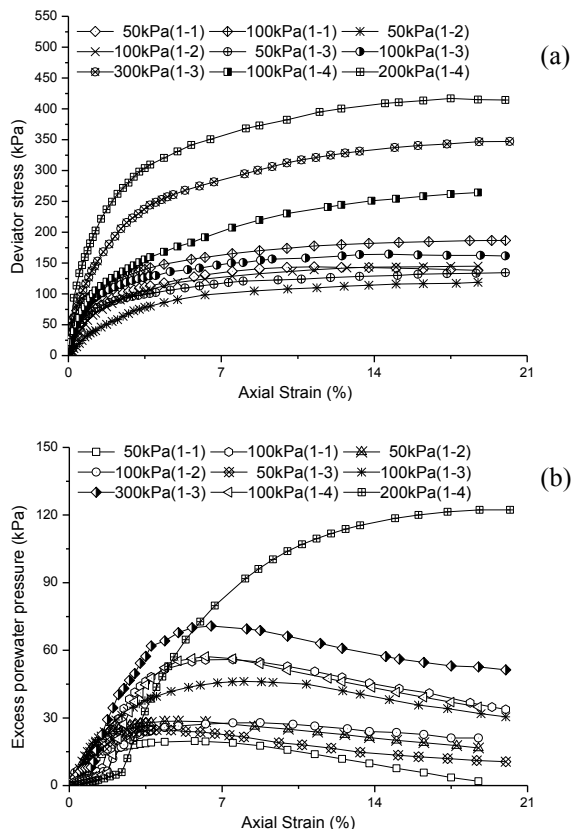 550
500
450
400
350
300
250
200
150
100
50
0
Deviator stress (kPa)
50kPa(1-1) 100kPa(1-1) 50kPa(1-2)
100kPa(1-2) 50kPa(1-3) 100kPa(1-3)
300kPa(1-3) 100kPa(1-4) 200kPa(1-4)
(a)
0 7 14 21
Axial Strain (%)
150
120
90
60
30
0
Excess porewater pressure (kPa)
50kPa(1-1) 100kPa(1-1) 50kPa(1-2)
100kPa(1-2) 50kPa(1-3) 100kPa(1-3)
300kPa(1-3) 100kPa(1-4) 200kPa(1-4)
(b)
0 7 14 21
Axial Strain (%)